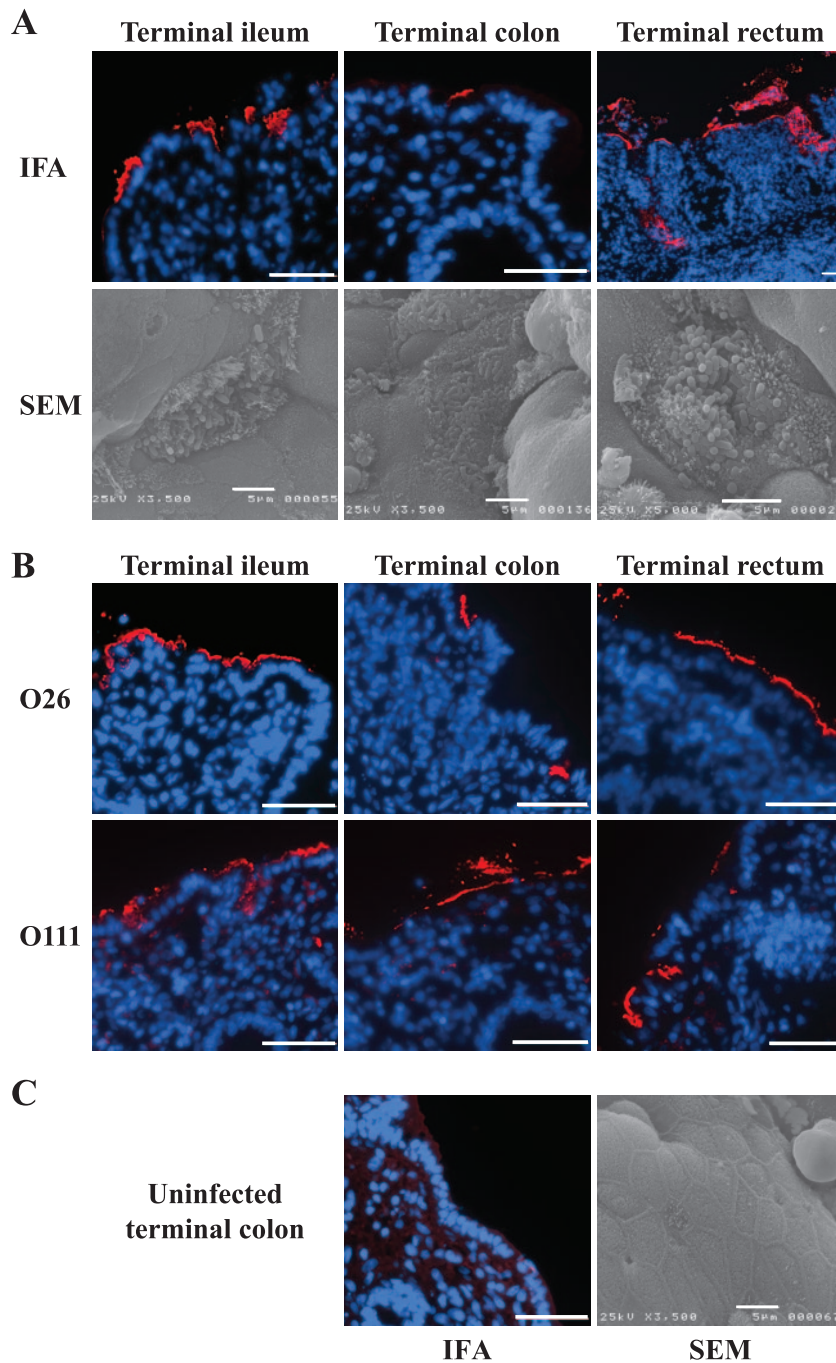 A
Terminal ileum Terminal colon Terminal rectum
IFA
SEM
25kV X3,500 5µm 000055
25kV X3,500 5µm 000136
25kV X5,000 5µm 00002
B
Terminal ileum Terminal colon Terminal rectum
O26
O111
C
Uninfected
terminal colon
25kV X3,500 5µm 000067
IFA SEM